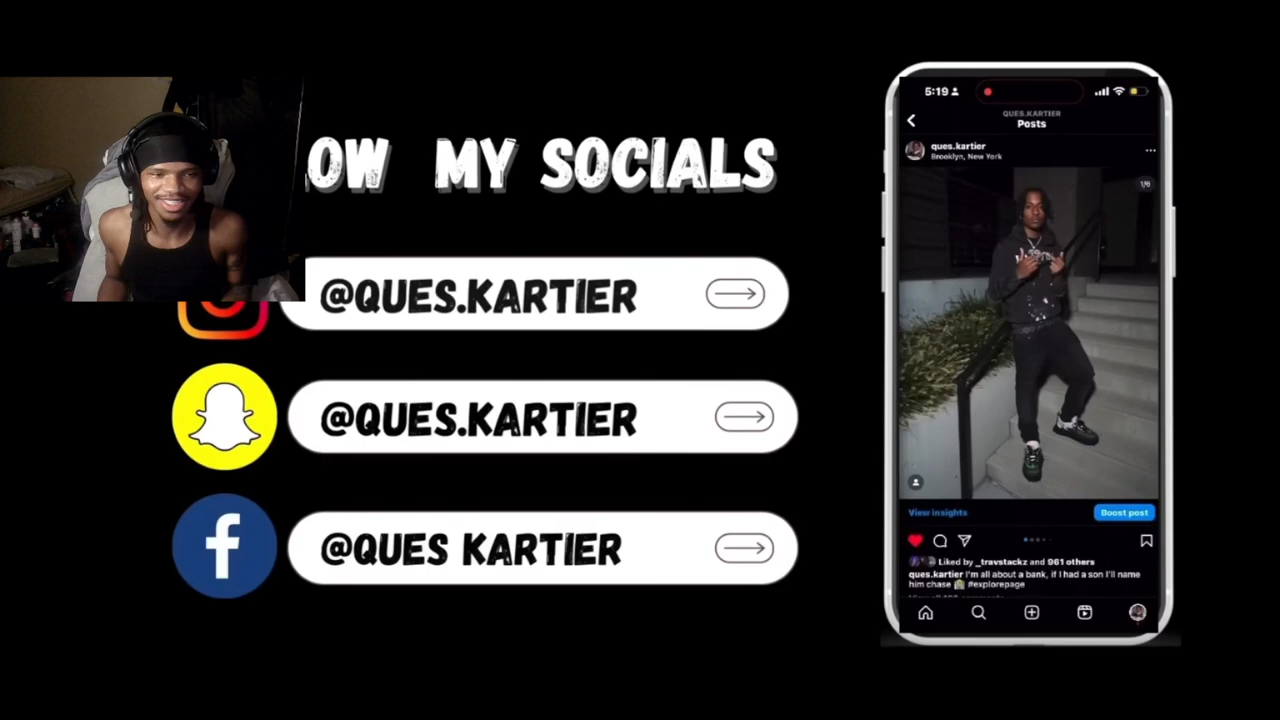 OW MY SOCIALS
@QUES.KARTIER
@QUES.KARTIER
@QUES KARTIER
5:19
QUES.KARTIER
Posts
ques.kartier
Brooklyn, New York
1/6
View insights
Boost post
Liked by _travstackz and 961 others
ques.kartier I'm all about a bank, if I had a son I'll name
him chase #explorepage